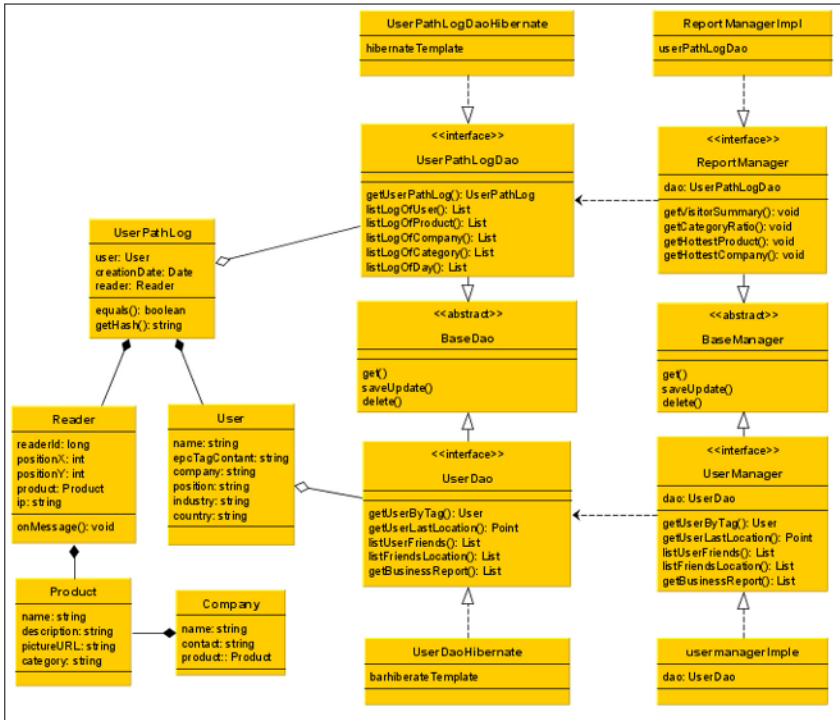 UserPathLogDaoHibernate
hibernateTemplate
ReportManagerImpl
userPathLogDao
<<interface>>
UserPathLogDao
getUserPathLog(): UserPathLog
listLogOfUser(): List
listLogOfProduct(): List
listLogOfCompany(): List
listLogOfCategory(): List
listLogOfDay(): List
<<interface>>
ReportManager
dao: UserPathLogDao
getVisitorSummary(): void
getCategoryRatio(): void
getHottestProduct(): void
getHottestCompany(): void
UserPathLog
user: User
creationDate: Date
reader: Reader
equals(): boolean
getHash(): string
<<abstract>>
BaseDao
get()
saveUpdate()
delete()
<<abstract>>
BaseManager
get()
saveUpdate()
delete()
Reader
readerId: long
positionX: int
positionY: int
product: Product
ip: string
onMessage(): void
User
name: string
epcTagContant: string
company: string
position: string
industry: string
country: string
<<interface>>
UserDao
getUserByTag(): User
getUserLastLocation(): Point
listUserFriends(): List
listFriendsLocation(): List
getBusinessReport(): List
<<interface>>
UserManager
dao: UserDao
getUserByTag(): User
getUserLastLocation(): Point
listUserFriends(): List
listFriendsLocation(): List
getBusinessReport(): List
Product
name: string
description: string
pictureURL: string
category: string
Company
name: string
contact: string
product:: Product
UserDaoHibernate
barhiberateTemplate
usermanagerImple
dao: UserDao